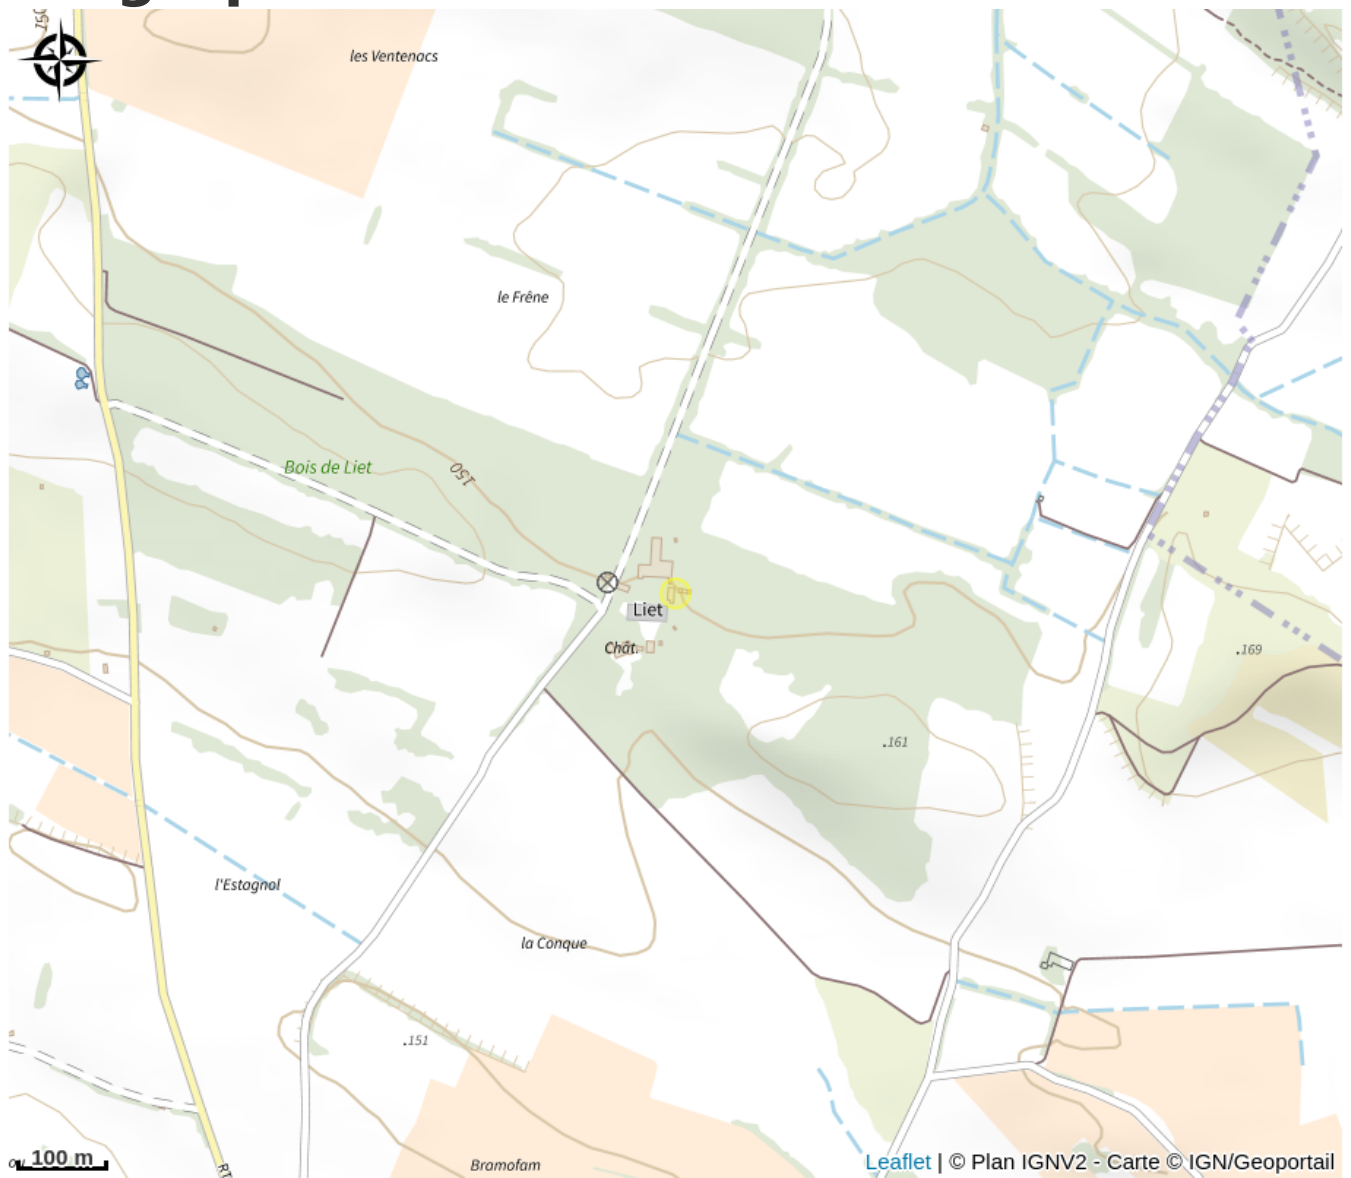 150
les Ventenacs
le Frêne
Bois de Liet
150
Liet
Chât.
.169
.161
l'Estagnol
la Conque
.151
100 m
Bramofam
Leaflet | © Plan IGNV2 - Carte © IGN/Geoportail